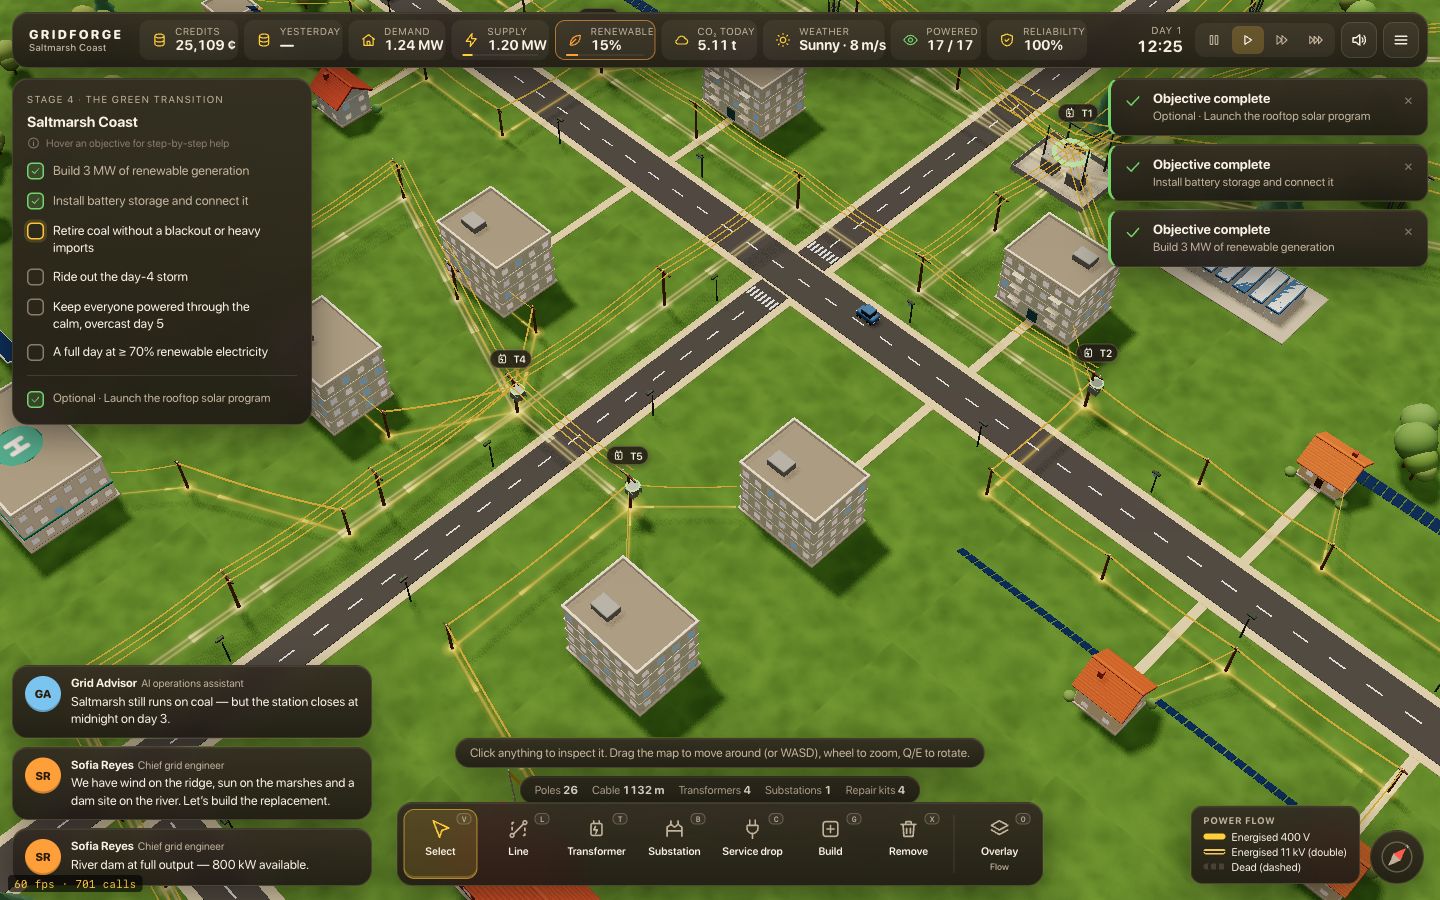 GRIDFORGE
Saltmarsh Coast
CREDITS
25,109 ¢
YESTERDAY
—
DEMAND
1.24 MW
SUPPLY
1.20 MW
RENEWABLE
15%
CO₂ TODAY
5.11 t
WEATHER
Sunny · 8 m/s
POWERED
17 / 17
RELIABILITY
100%
DAY 1
12:25
STAGE 4 · THE GREEN TRANSITION
Saltmarsh Coast
Hover an objective for step-by-step help
Build 3 MW of renewable generation
Install battery storage and connect it
Retire coal without a blackout or heavy
imports
Ride out the day-4 storm
Keep everyone powered through the
calm, overcast day 5
A full day at ≥ 70% renewable electricity
Optional · Launch the rooftop solar program
Objective complete
Optional · Launch the rooftop solar program
Objective complete
Install battery storage and connect it
Objective complete
Build 3 MW of renewable generation
T1
T2
T4
T5
H
GA
Grid Advisor AI operations assistant
Saltmarsh still runs on coal — but the station closes at
midnight on day 3.
SR
Sofia Reyes Chief grid engineer
We have wind on the ridge, sun on the marshes and a
dam site on the river. Let's build the replacement.
SR
Sofia Reyes Chief grid engineer
River dam at full output — 800 kW available.
60 fps · 701 calls
Click anything to inspect it. Drag the map to move around (or WASD), wheel to zoom, Q/E to rotate.
Poles 26 Cable 1132 m Transformers 4 Substations 1 Repair kits 4
V
Select
L
Line
T
Transformer
B
Substation
C
Service drop
G
Build
X
Remove
O
Overlay
Flow
POWER FLOW
Energised 400 V
Energised 11 kV (double)
Dead (dashed)